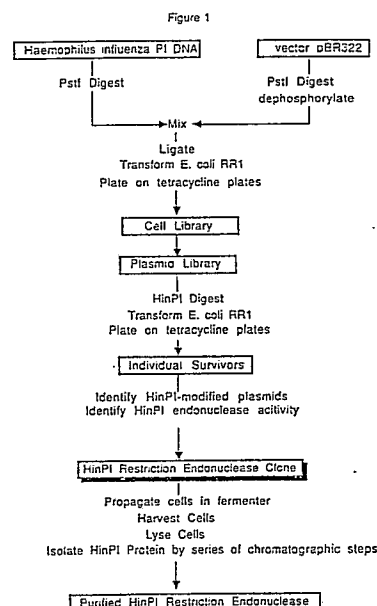 Figure 1
Haemophilus influenza PI DNA
vector pBR322
PstI Digest
PstI Digest
dephosphorylate
Mix
Ligate
Transform E. coli RR1
Plate on tetracycline plates
Cell Library
Plasmid Library
HinPI Digest
Transform E. coli RR1
Plate on tetracycline plates
Individual Survivors
Identify HinPI-modified plasmids
Identify HinPI endonuclease acitivity
HinPI Restriction Endonuclease Clone
Propagate cells in fermenter
Harvest Cells
Lyse Cells
Isolate HinPI Protein by series of chromatographic steps
Purified HinPI Restriction Endonuclease